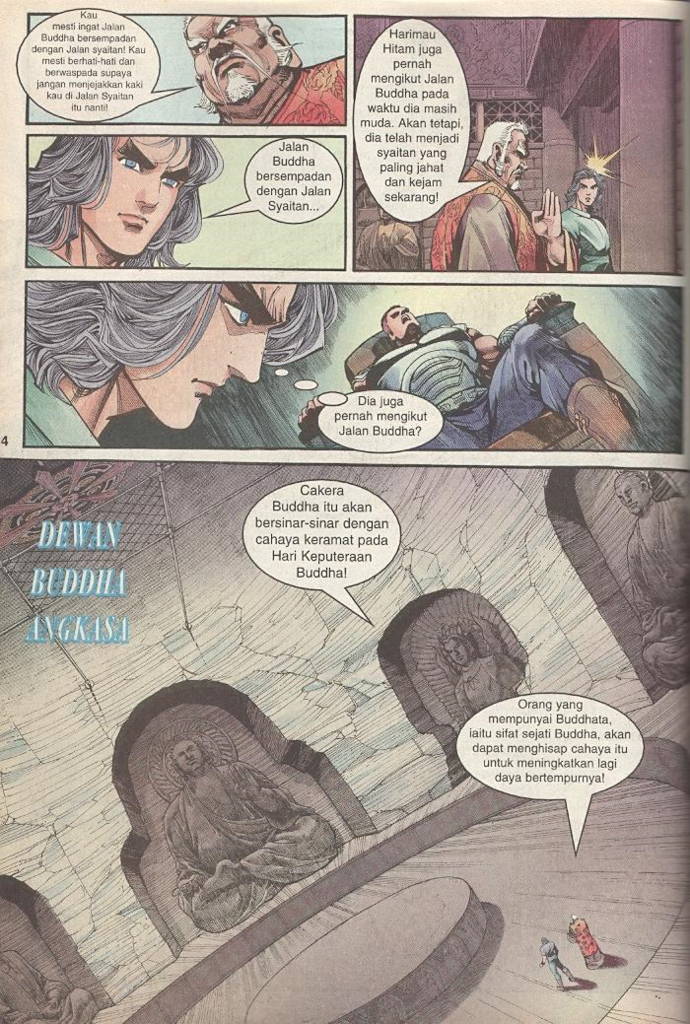 Kau
mesti ingat Jalan
Buddha bersempadan
dengan Jalan syaitan! Kau
mesti berhati-hati dan
berwaspada supaya
jangan menjejakkan kaki
kau di Jalan Syaitan
itu nanti!
Harimau
Hitam juga
pernah
mengikut Jalan
Buddha pada
waktu dia masih
muda. Akan tetapi,
dia telah menjadi
syaitan yang
paling jahat
dan kejam
sekarang!
Jalan
Buddha
bersempadan
dengan Jalan
Syaitan...
Dia juga
pernah mengikut
Jalan Buddha?
4
DEWAN
BUDDHA
ANGKASA
Cakera
Buddha itu akan
bersinar-sinar dengan
cahaya keramat pada
Hari Keputeraan
Buddha!
Orang yang
mempunyai Buddhata,
iaitu sifat sejati Buddha, akan
dapat menghisap cahaya itu
untuk meningkatkan lagi
daya bertempurnya!